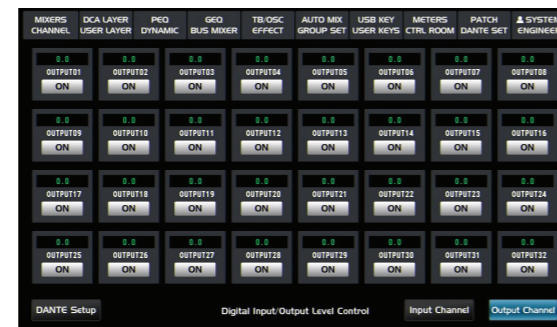 MIXERS DCA LAYER PEQ GEQ TB/OSC AUTO MIX USB KEY METERS PATCH SYSTEM
CHANNEL USER LAYER DYNAMIC BUS MIXER EFFECT GROUP SET USER KEYS CTRL ROOM DANTE SET ENGINEER
0.0 0.0 0.0 0.0 0.0 0.0 0.0 0.0
OUTPUT01 OUTPUT02 OUTPUT03 OUTPUT04 OUTPUT05 OUTPUT06 OUTPUT07 OUTPUT08
ON ON ON ON ON ON ON ON
0.0 0.0 0.0 0.0 0.0 0.0 0.0 0.0
OUTPUT09 OUTPUT10 OUTPUT11 OUTPUT12 OUTPUT13 OUTPUT14 OUTPUT15 OUTPUT16
ON ON ON ON ON ON ON ON
0.0 0.0 0.0 0.0 0.0 0.0 0.0 0.0
OUTPUT17 OUTPUT18 OUTPUT19 OUTPUT20 OUTPUT21 OUTPUT22 OUTPUT23 OUTPUT24
ON ON ON ON ON ON ON ON
0.0 0.0 0.0 0.0 0.0 0.0 0.0 0.0
OUTPUT25 OUTPUT26 OUTPUT27 OUTPUT28 OUTPUT29 OUTPUT30 OUTPUT31 OUTPUT32
ON ON ON ON ON ON ON ON
DANTE Setup Digital Input/Output Level Control Input Channel Output Channel